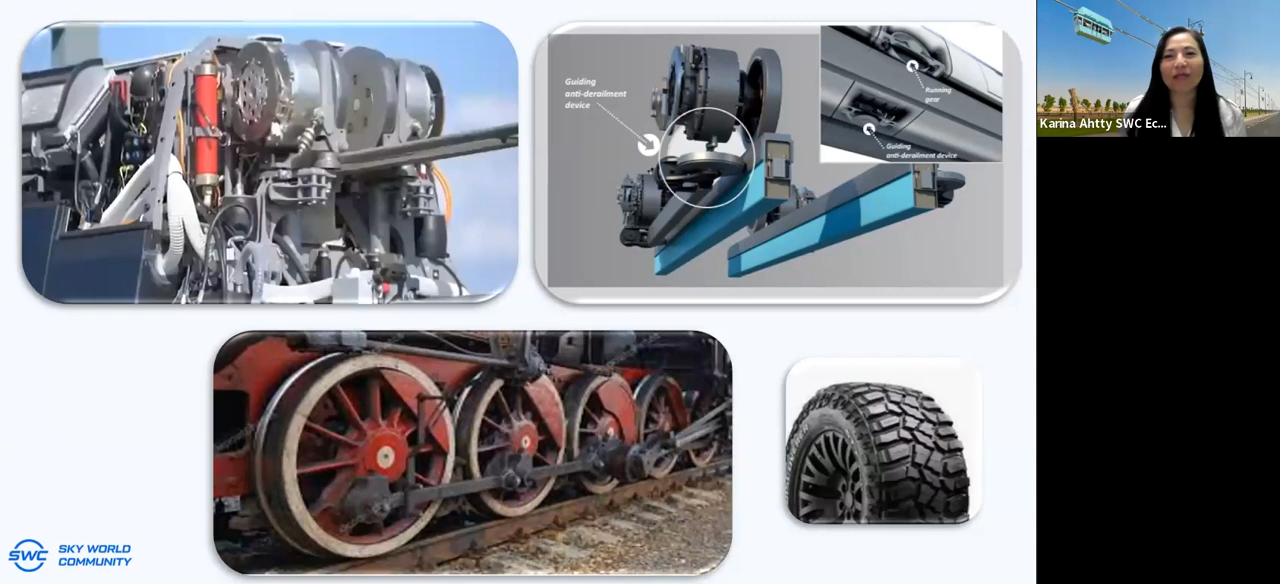 Guiding
anti-derailment
device
Running
gear
Guiding
anti-derailment device
Karina Ahtty SWC Ec...
SWC
SKY WORLD
COMMUNITY